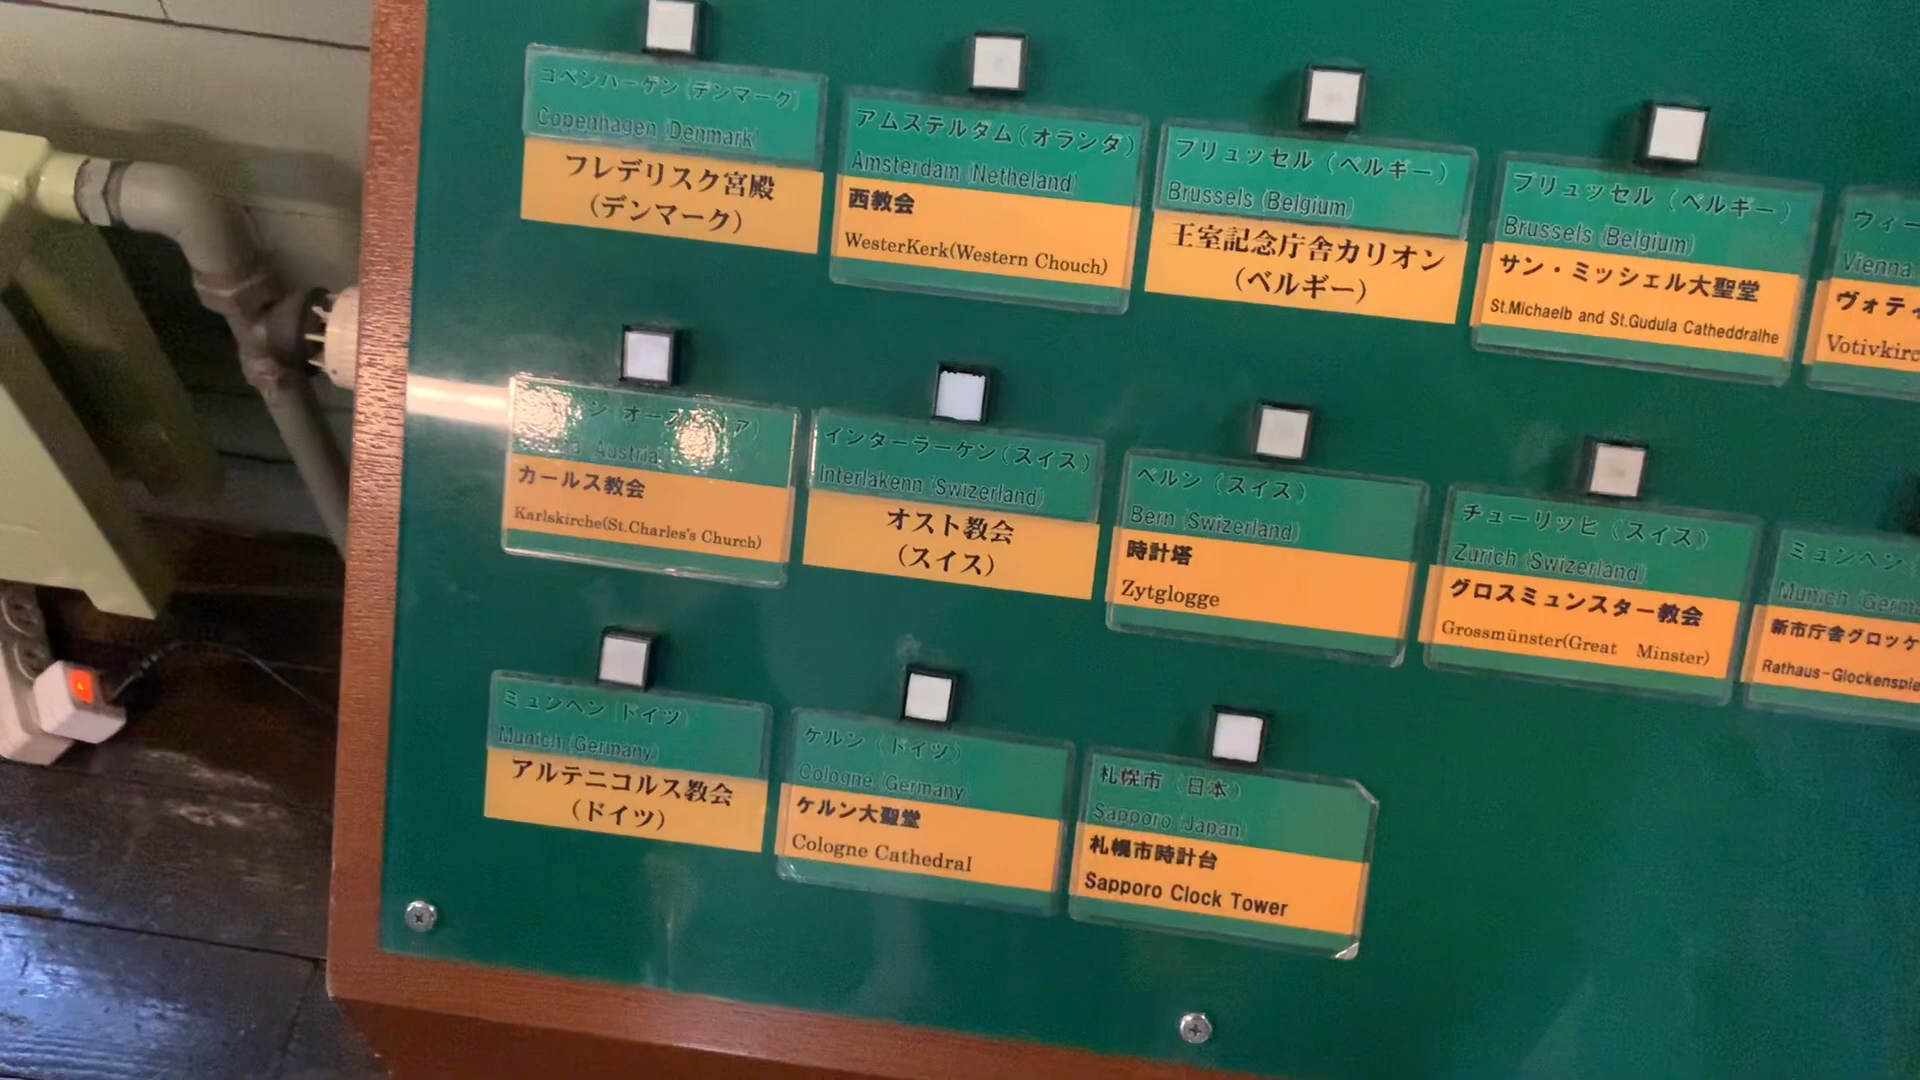 コペンハーゲン(デンマーク)
Copenhagen (Denmark)
フレデリスク宮殿
(デンマーク)
アムステルダム(オランダ)
Amsterdam (Netheland)
西教会
WesterKerk(Western Chouch)
ブリュッセル(ベルギー)
Brussels (Belgium)
王室記念庁舎カリオン
(ベルギー)
ブリュッセル(ベルギー)
Brussels (Belgium)
サン・ミッシェル大聖堂
St.Michaelb and St.Gudula Catheddralhe
ウィー
Vienna
ヴォティ
Votivkirc
Austria
カールス教会
Karlskirche(St.Charles's Church)
インターラーケン(スイス)
Interlakenn (Swizerland)
オスト教会
(スイス)
ベルン(スイス)
Bern (Swizerland)
時計塔
Zytglogge
チューリッヒ(スイス)
Zurich (Swizerland)
グロスミュンスター教会
Grossmünster(Great Minster)
ミュンヘン
Munich (Germ
新市庁舎グロッケ
Rathaus-Glockenspie
ミュンヘン(ドイツ)
Munich (Germany)
アルテニコルス教会
(ドイツ)
ケルン(ドイツ)
Cologne (Germany)
ケルン大聖堂
Cologne Cathedral
札幌市(日本)
Sapporo (Japan)
札幌市時計台
Sapporo Clock Tower